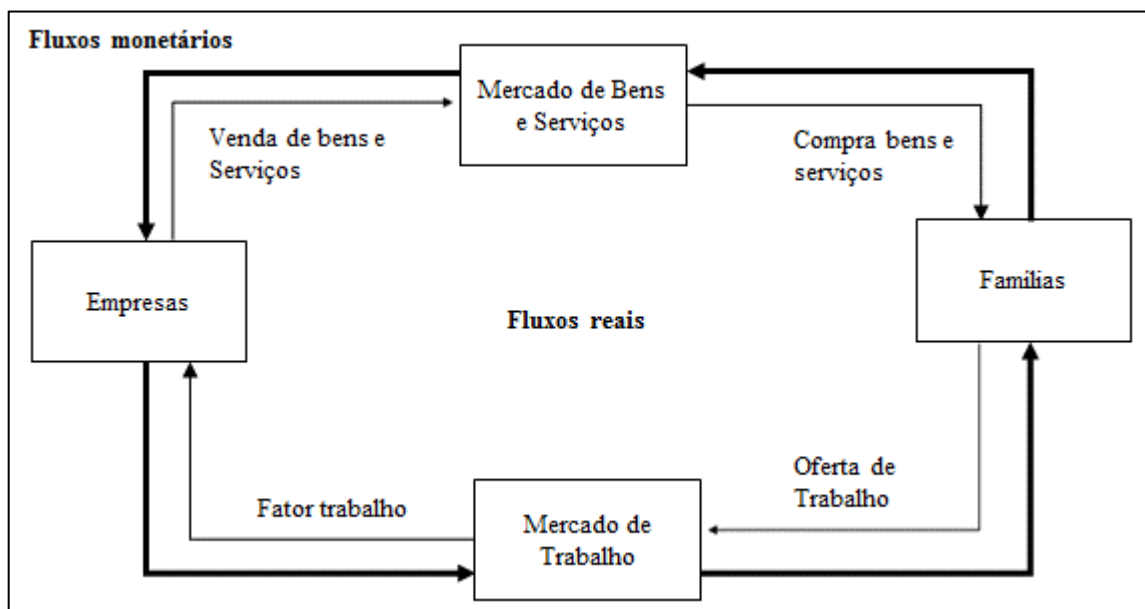 Fluxos monetários
Mercado de Bens
e Serviços
Venda de bens e
Serviços
Compra bens e
serviços
Empresas
Famílias
Fluxos reais
Oferta de
Trabalho
Fator trabalho
Mercado de
Trabalho